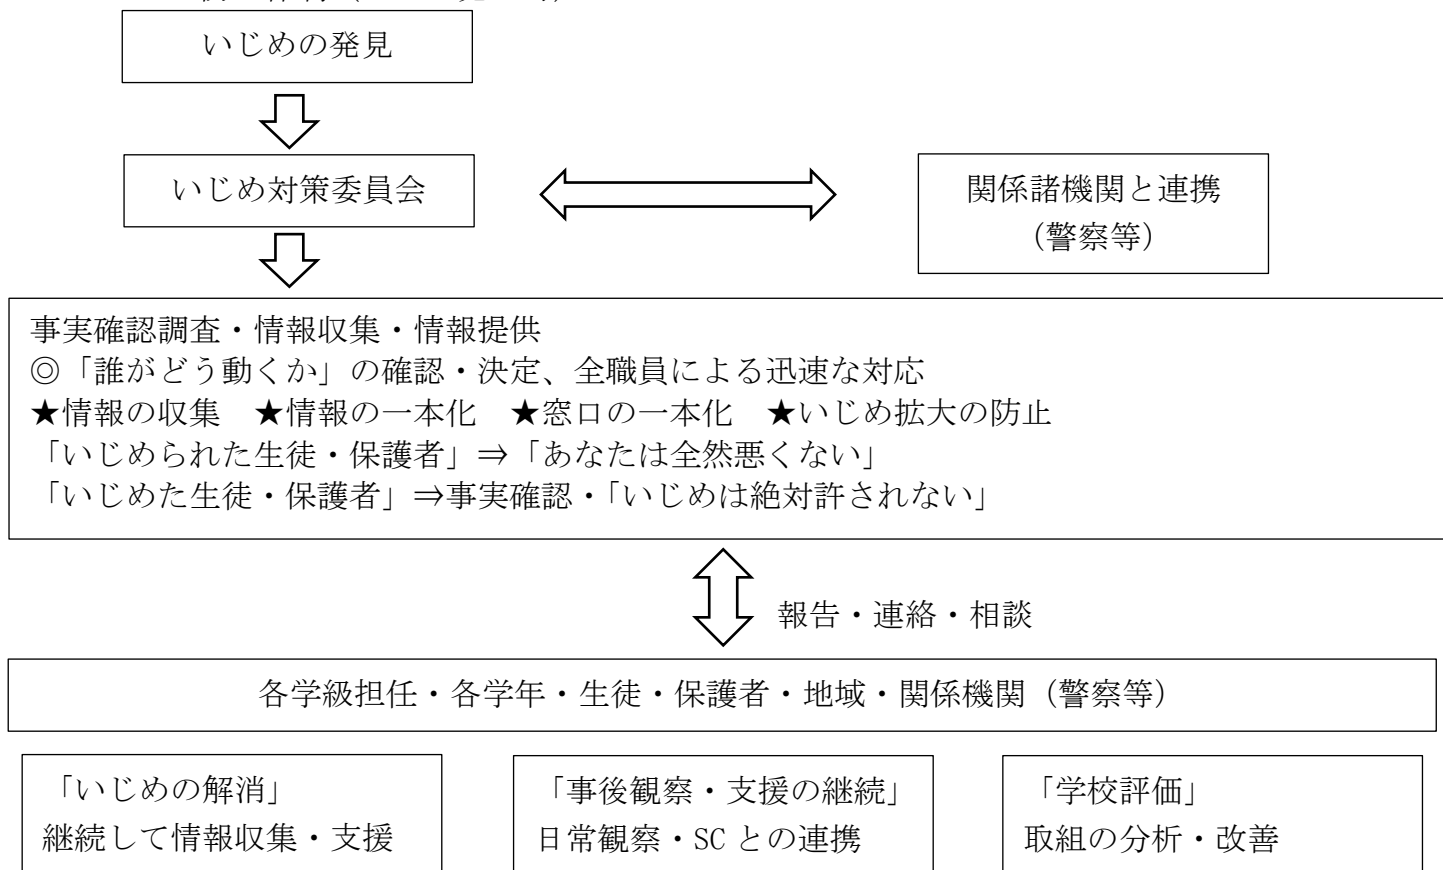 いじめの発見
いじめ対策委員会
関係諸機関と連携
（警察等）
事実確認調査・情報収集・情報提供
◎「誰がどう動くか」の確認・決定、全職員による迅速な対応
★情報の収集　★情報の一本化　★窓口の一本化　★いじめ拡大の防止
「いじめられた生徒・保護者」⇒「あなたは全然悪くない」
「いじめた生徒・保護者」⇒事実確認・「いじめは絶対許されない」
報告・連絡・相談
各学級担任・各学年・生徒・保護者・地域・関係機関（警察等）
「いじめの解消」
継続して情報収集・支援
「事後観察・支援の継続」
日常観察・SC との連携
「学校評価」
取組の分析・改善